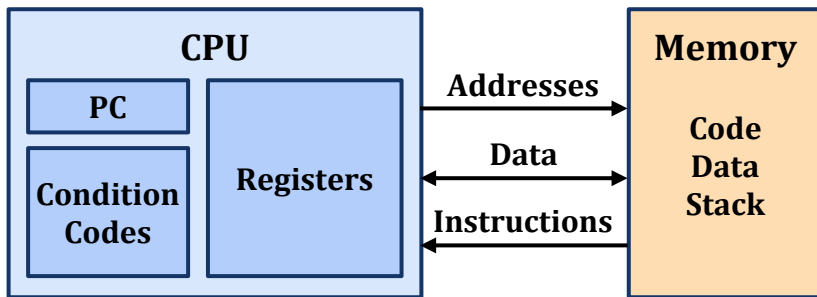 CPU
PC
Condition
Codes
Registers
Addresses
Data
Instructions
Memory
Code
Data
Stack